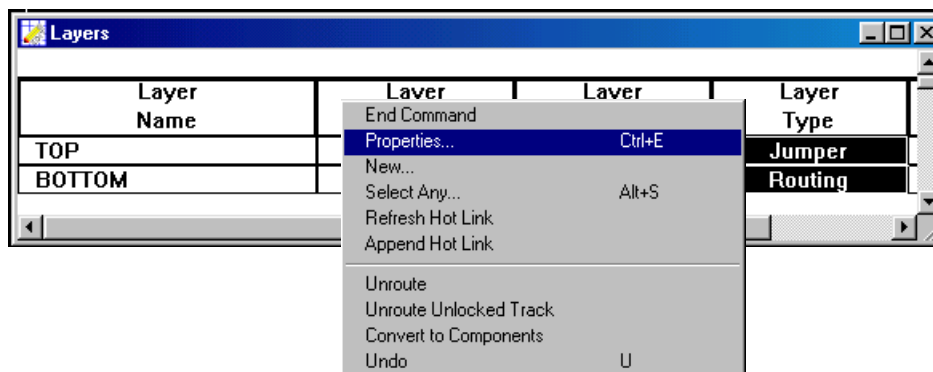 Layers
Layer Layer Layer Layer
Name Type
TOP Jumper
BOTTOM Routing
End Command
Properties... Ctrl+E
New...
Select Any... Alt+S
Refresh Hot Link
Append Hot Link
Unroute
Unroute Unlocked Track
Convert to Components
Undo U